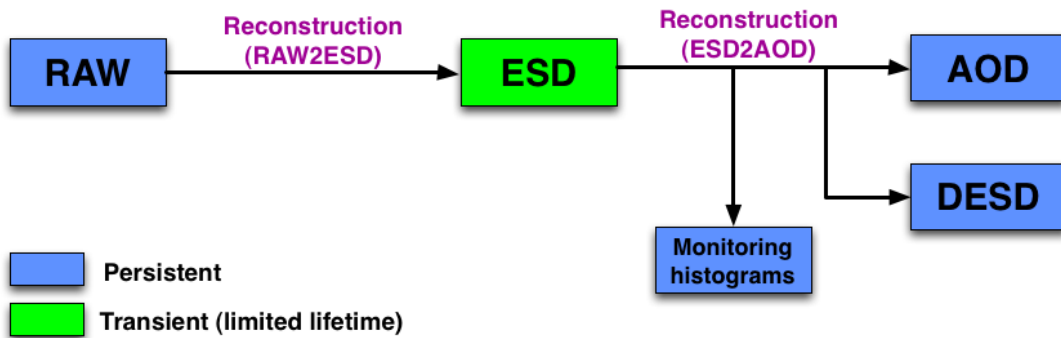 Reconstruction
(RAW2ESD)
Reconstruction
(ESD2AOD)
RAW
ESD
AOD
DESD
Monitoring
histograms
Persistent
Transient (limited lifetime)